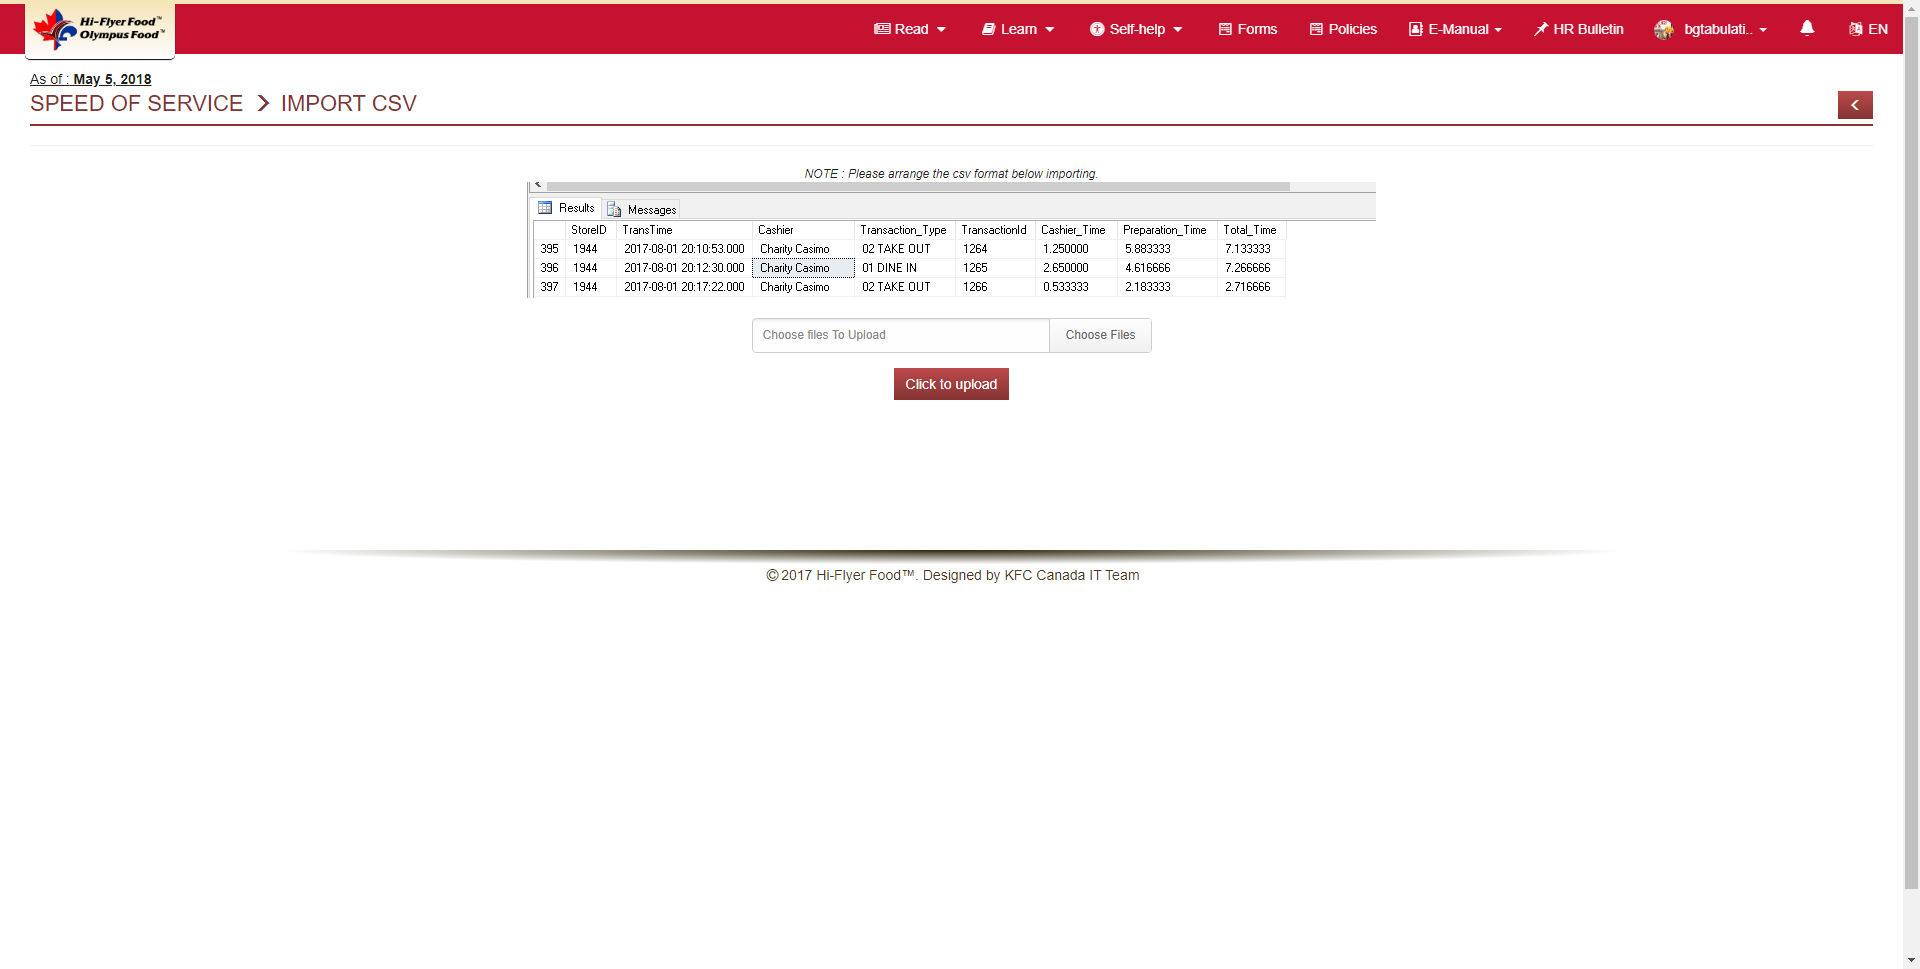 Hi-Flyer Food™
Olympus Food™
Read
Learn
Self-help
Forms
Policies
E-Manual
HR Bulletin
bgtabulati..
EN
As of : May 5, 2018
SPEED OF SERVICE > IMPORT CSV
NOTE : Please arrange the csv format below importing.
Results Messages
StoreID TransTime Cashier Transaction_Type TransactionId Cashier_Time Preparation_Time Total_Time
395 1944 2017-08-01 20:10:53.000 Charity Casimo 02 TAKE OUT 1264 1.250000 5.883333 7.133333
396 1944 2017-08-01 20:12:30.000 Charity Casimo 01 DINE IN 1265 2.650000 4.616666 7.266666
397 1944 2017-08-01 20:17:22.000 Charity Casimo 02 TAKE OUT 1266 0.533333 2.183333 2.716666
Choose files To Upload Choose Files
Click to upload
© 2017 Hi-Flyer Food™. Designed by KFC Canada IT Team